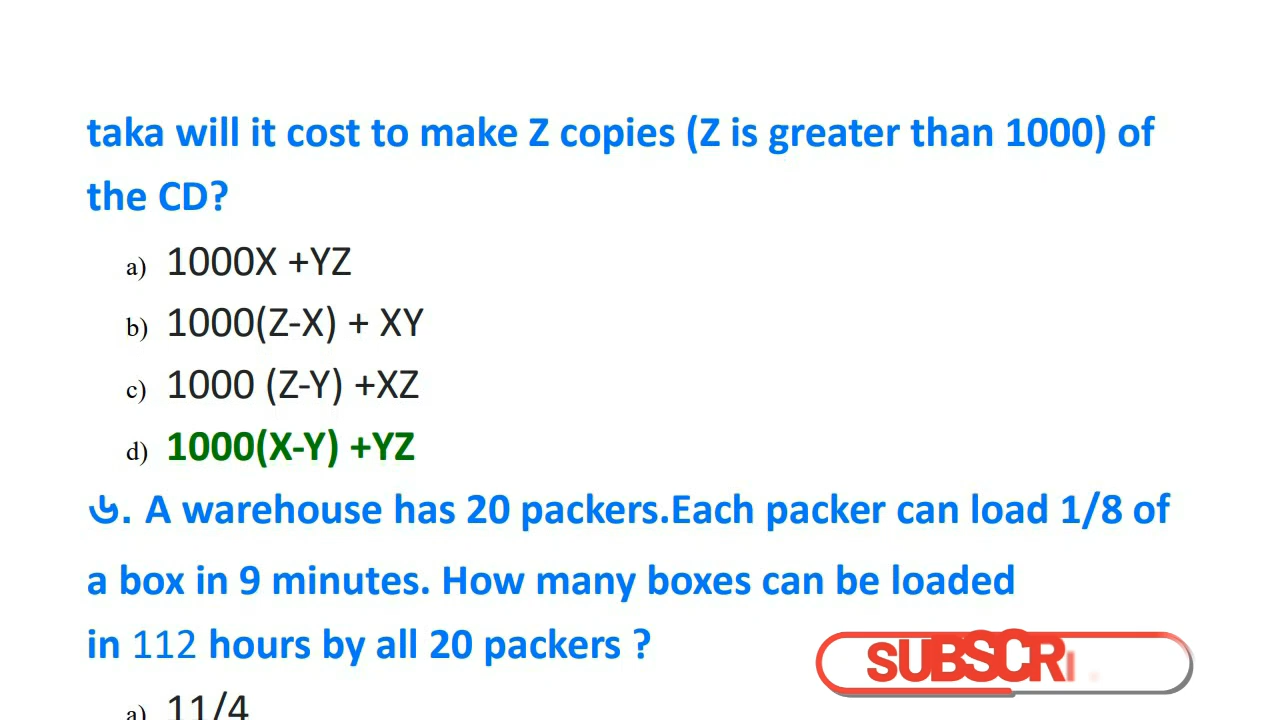 taka will it cost to make Z copies (Z is greater than 1000) of
the CD?
a) 1000X +YZ
b) 1000(Z-X) + XY
c) 1000 (Z-Y) +XZ
d) 1000(X-Y) +YZ
৬. A warehouse has 20 packers.Each packer can load 1/8 of
a box in 9 minutes. How many boxes can be loaded
in 112 hours by all 20 packers ?
SUBSCRI
a) 11/4